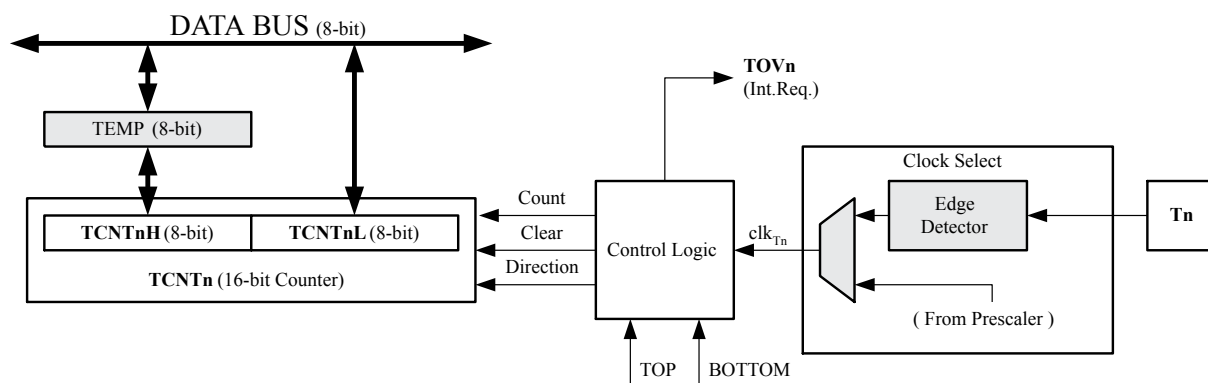 DATA BUS (8-bit)
TEMP (8-bit)
TCNTnH (8-bit)
TCNTnL (8-bit)
TCNTn (16-bit Counter)
Count
Clear
Direction
Control Logic
TOVn
(Int.Req.)
TOP
BOTTOM
clkTn
Clock Select
Edge
Detector
( From Prescaler )
Tn